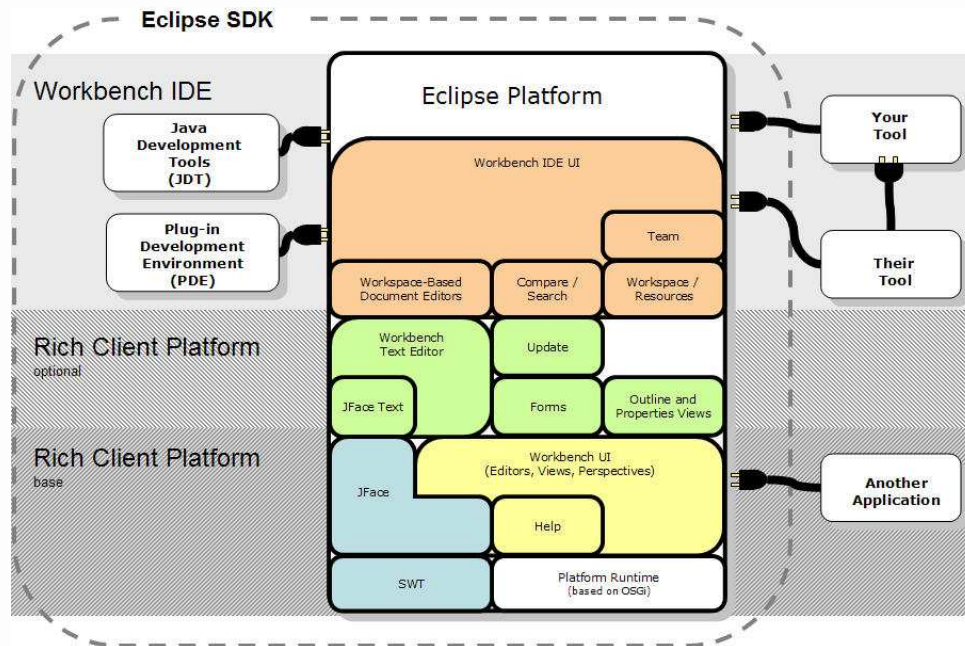 Eclipse SDK
Workbench IDE
Eclipse Platform
Java
Development
Tools
(JDT)
Plug-in
Development
Environment
(PDE)
Your
Tool
Their
Tool
Workbench IDE UI
Team
Workspace-Based
Document Editors
Compare /
Search
Workspace /
Resources
Rich Client Platform
optional
Workbench
Text Editor
Update
JFace Text
Forms
Outline and
Properties Views
Rich Client Platform
base
JFace
Workbench UI
(Editors, Views, Perspectives)
Help
Another
Application
SWT
Platform Runtime
(based on OSGi)